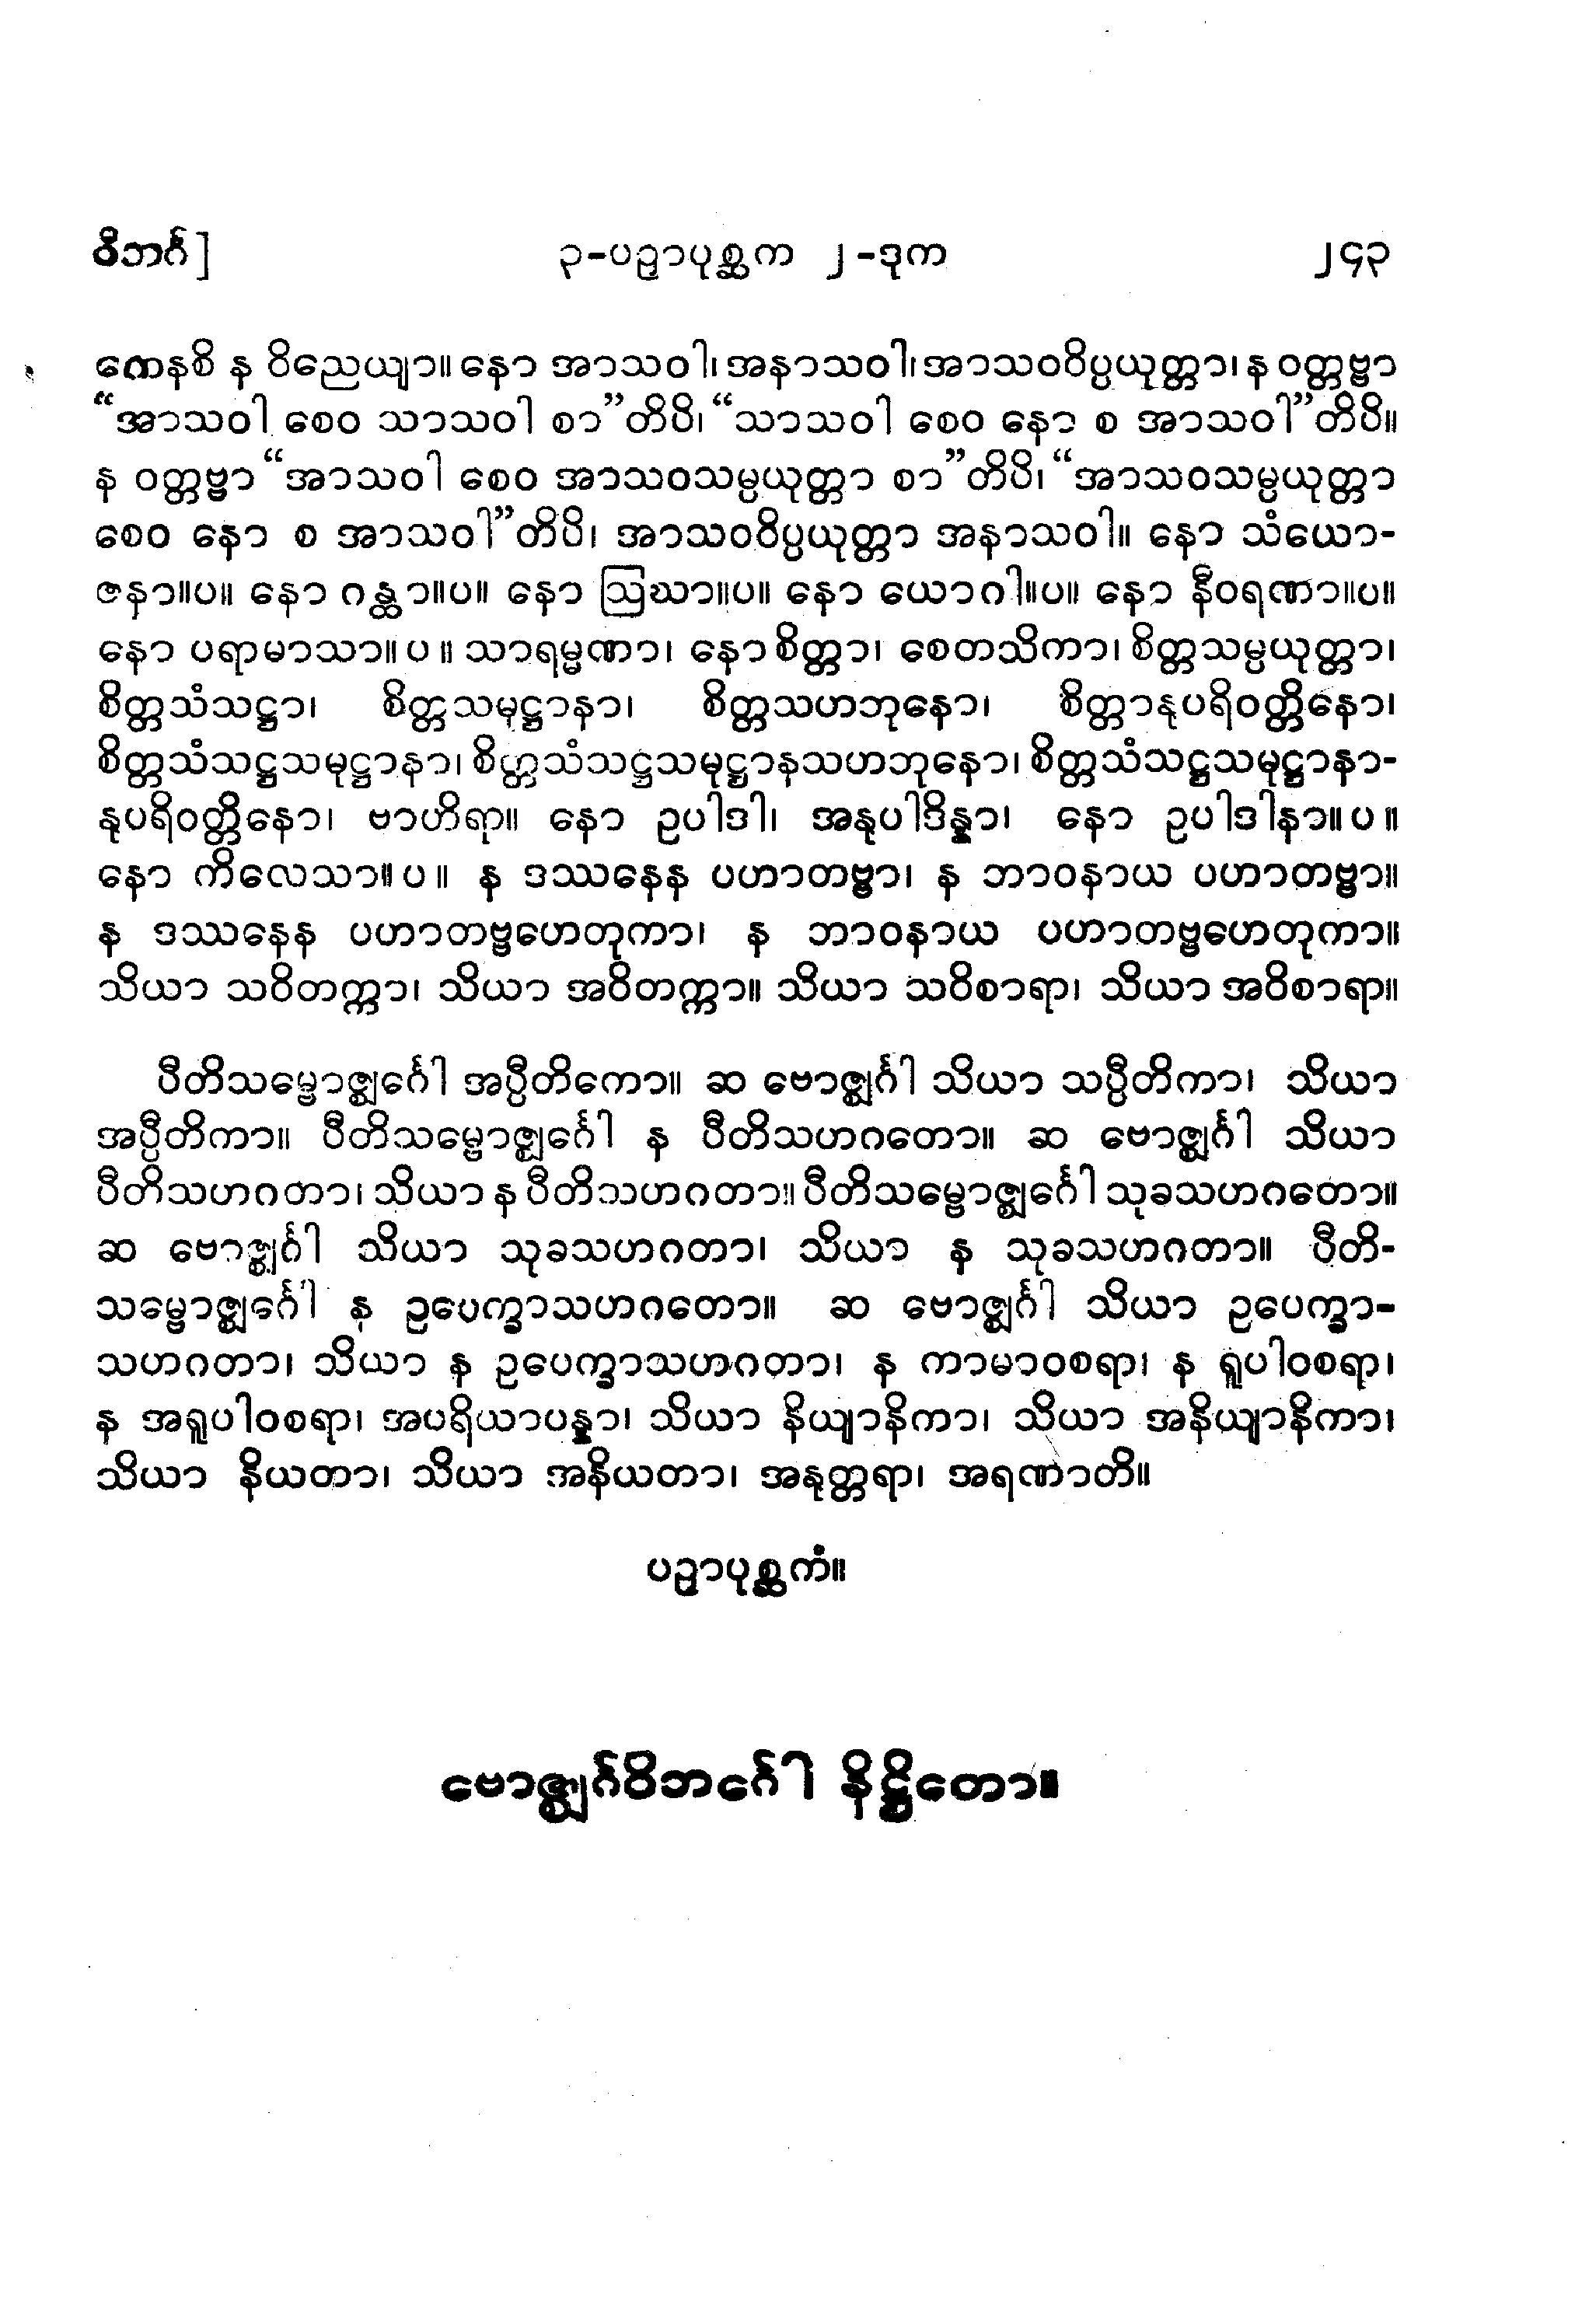 ဝိဘင်္ဂ] ၃-ပဉှာပုစ္ဆက ၂-ဒုက ၂၄၃
ကေနစိ န ဝိညေယျာ။ နော အာသဝါ၊ အနာသဝါ၊ အာသဝဝိပ္ပယုတ္တာ၊ န ဝတ္တဗ္ဗာ
“အာသဝါ စေဝ သာသဝါ စာ”တိပိ၊ “သာသဝါ စေဝ နော စ အာသဝါ”တိပိ။
န ဝတ္တဗ္ဗာ “အာသဝါ စေဝ အာသဝသမ္ပယုတ္တာ စာ”တိပိ၊ “အာသဝသမ္ပယုတ္တာ
စေဝ နော စ အာသဝါ”တိပိ၊ အာသဝဝိပ္ပယုတ္တာ အနာသဝါ။ နော သံယော-
ဇနာ။ပ။ နော ဂန္ထာ။ပ။ နော ဩဃာ။ပ။ နော ယောဂါ။ပ။ နော နီဝရဏာ။ပ။
နော ပရာမာသာ။ပ။ သာရမ္မဏာ၊ နော စိတ္တာ၊ စေတသိကာ၊ စိတ္တသမ္ပယုတ္တာ၊
စိတ္တသံသဋ္ဌာ၊ စိတ္တသမုဋ္ဌာနာ၊ စိတ္တသဟဘုနော၊ စိတ္တာနုပရိဝတ္တိနော၊
စိတ္တသံသဋ္ဌသမုဋ္ဌာနာ၊ စိတ္တသံသဋ္ဌသမုဋ္ဌာနသဟဘုနော၊ စိတ္တသံသဋ္ဌသမုဋ္ဌာနာ-
နုပရိဝတ္တိနော၊ ဗာဟိရာ။ နော ဥပါဒါ၊ အနုပါဒိန္နာ၊ နော ဥပါဒါနာ။ပ။
နော ကိလေသာ။ပ။ န ဒဿနေန ပဟာတဗ္ဗာ၊ န ဘာဝနာယ ပဟာတဗ္ဗာ။
န ဒဿနေန ပဟာတဗ္ဗဟေတုကာ၊ န ဘာဝနာယ ပဟာတဗ္ဗဟေတုကာ။
သိယာ သဝိတက္ကာ၊ သိယာ အဝိတက္ကာ။ သိယာ သဝိစာရာ၊ သိယာ အဝိစာရာ။
ပီတိသမ္ဗောဇ္ဈင်္ဂေါ အပ္ပီတိကော။ ဆ ဗောဇ္ဈင်္ဂါ သိယာ သပ္ပီတိကာ၊ သိယာ
အပ္ပီတိကာ။ ပီတိသမ္ဗောဇ္ဈင်္ဂေါ န ပီတိသဟဂတော။ ဆ ဗောဇ္ဈင်္ဂါ သိယာ
ပီတိသဟဂတာ၊ သိယာ န ပီတိသဟဂတာ။ ပီတိသမ္ဗောဇ္ဈင်္ဂေါ သုခသဟဂတော။
ဆ ဗောဇ္ဈင်္ဂါ သိယာ သုခသဟဂတာ၊ သိယာ န သုခသဟဂတာ။ ပီတိ-
သမ္ဗောဇ္ဈင်္ဂေါ န ဥပေက္ခာသဟဂတော။ ဆ ဗောဇ္ဈင်္ဂါ သိယာ ဥပေက္ခာ-
သဟဂတာ၊ သိယာ န ဥပေက္ခာသဟဂတာ၊ န ကာမာဝစရာ၊ န ရူပါဝစရာ၊
န အရူပါဝစရာ၊ အပရိယာပန္နာ၊ သိယာ နိယျာနိကာ၊ သိယာ အနိယျာနိကာ၊
သိယာ နိယတာ၊ သိယာ အနိယတာ၊ အနုတ္တရာ၊ အရဏာတိ။
ပဉှာပုစ္ဆကံ။
ဗောဇ္ဈင်္ဂဝိဘင်္ဂေါ နိဋ္ဌိတော။